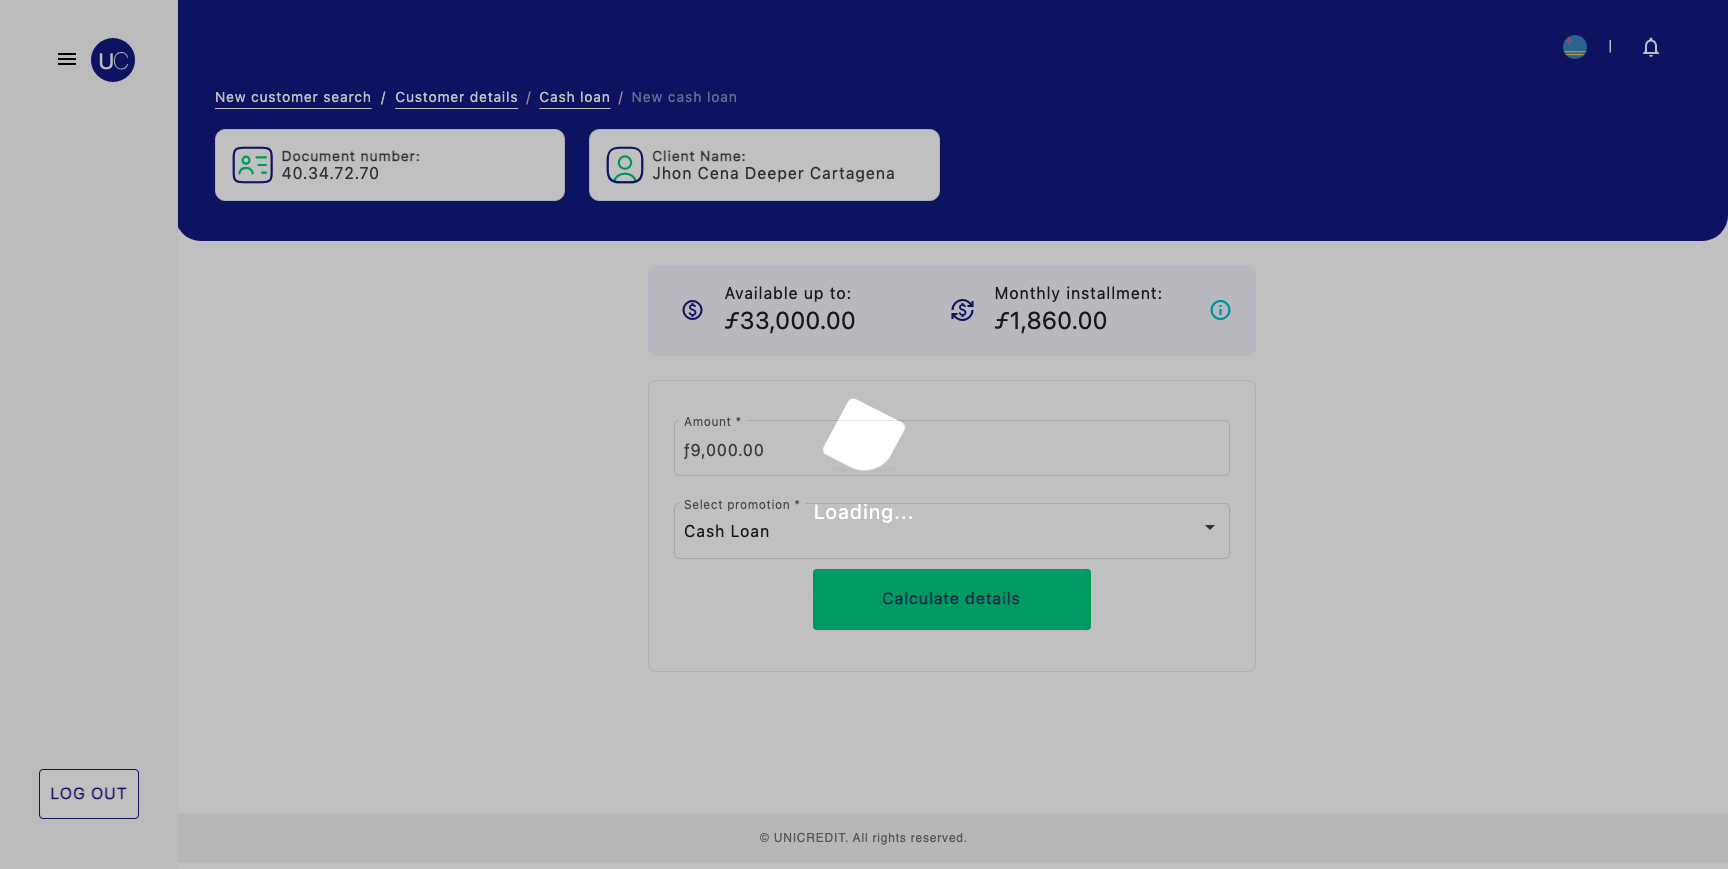 UC
New customer search / Customer details / Cash loan / New cash loan
Document number:
40.34.72.70
Client Name:
Jhon Cena Deeper Cartagena
Available up to:
ƒ33,000.00
Monthly installment:
ƒ1,860.00
Amount *
ƒ9,000.00
Select promotion *
Loading...
Cash Loan
Calculate details
LOG OUT
© UNICREDIT. All rights reserved.